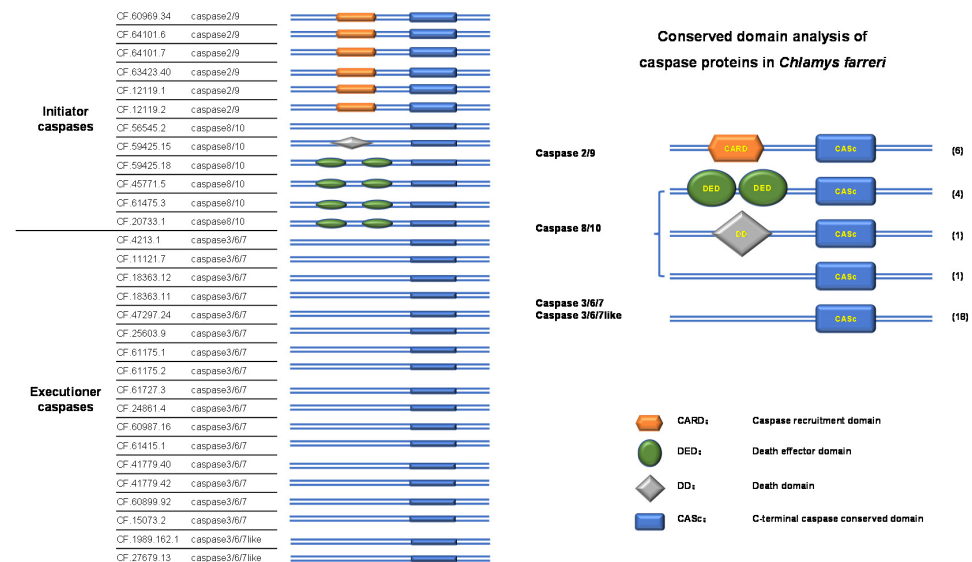 CF.60969.34 caspase2/9
CF.64101.6 caspase2/9
CF.64101.7 caspase2/9
CF.63423.40 caspase2/9
CF.12119.1 caspase2/9
CF.12119.2 caspase2/9
Initiator
caspases
CF.56545.2 caspase8/10
CF.59425.15 caspase8/10
CF.59425.18 caspase8/10
CF.45771.5 caspase8/10
CF.61475.3 caspase8/10
CF.20733.1 caspase8/10
CF.4213.1 caspase3/6/7
CF.11121.7 caspase3/6/7
CF.18363.12 caspase3/6/7
CF.18363.11 caspase3/6/7
CF.47297.24 caspase3/6/7
CF.25603.9 caspase3/6/7
CF.61175.1 caspase3/6/7
CF.61175.2 caspase3/6/7
Executioner
caspases
CF.61727.3 caspase3/6/7
CF.24861.4 caspase3/6/7
CF.60987.16 caspase3/6/7
CF.61415.1 caspase3/6/7
CF.41779.40 caspase3/6/7
CF.41779.42 caspase3/6/7
CF.60899.92 caspase3/6/7
CF.15073.2 caspase3/6/7
CF.1989.162.1 caspase3/6/7like
CF.27679.13 caspase3/6/7like
Conserved domain analysis of
caspase proteins in Chlamys farreri
Caspase 2/9 CARD CASc (6)
DED DED CASc (4)
Caspase 8/10 DD CASc (1)
CASc (1)
Caspase 3/6/7
Caspase 3/6/7like CASc (18)
CARD: Caspase recruitment domain
DED: Death effector domain
DD: Death domain
CASc: C-terminal caspase conserved domain